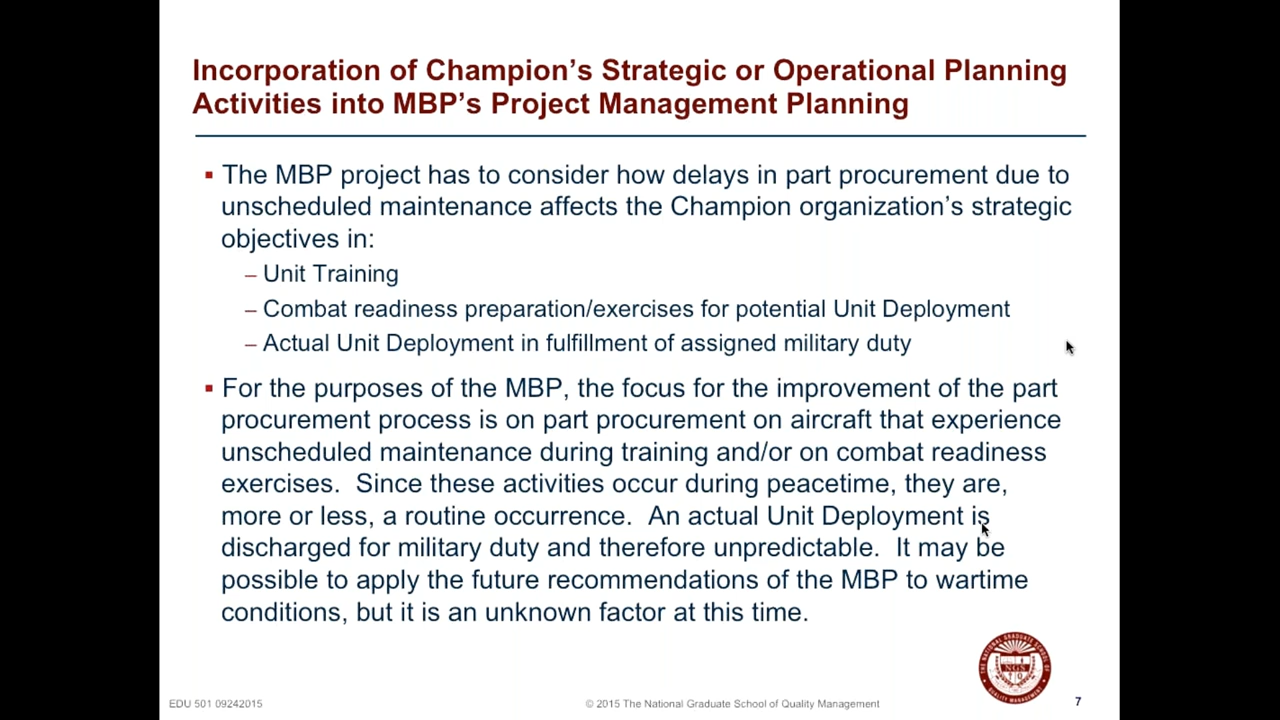 Incorporation of Champion’s Strategic or Operational Planning
Activities into MBP’s Project Management Planning
▪ The MBP project has to consider how delays in part procurement due to
unscheduled maintenance affects the Champion organization’s strategic
objectives in:
– Unit Training
– Combat readiness preparation/exercises for potential Unit Deployment
– Actual Unit Deployment in fulfillment of assigned military duty
▪ For the purposes of the MBP, the focus for the improvement of the part
procurement process is on part procurement on aircraft that experience
unscheduled maintenance during training and/or on combat readiness
exercises.  Since these activities occur during peacetime, they are,
more or less, a routine occurrence.  An actual Unit Deployment is
discharged for military duty and therefore unpredictable.  It may be
possible to apply the future recommendations of the MBP to wartime
conditions, but it is an unknown factor at this time.
NGS
EDU 501 09242015
© 2015 The National Graduate School of Quality Management
7